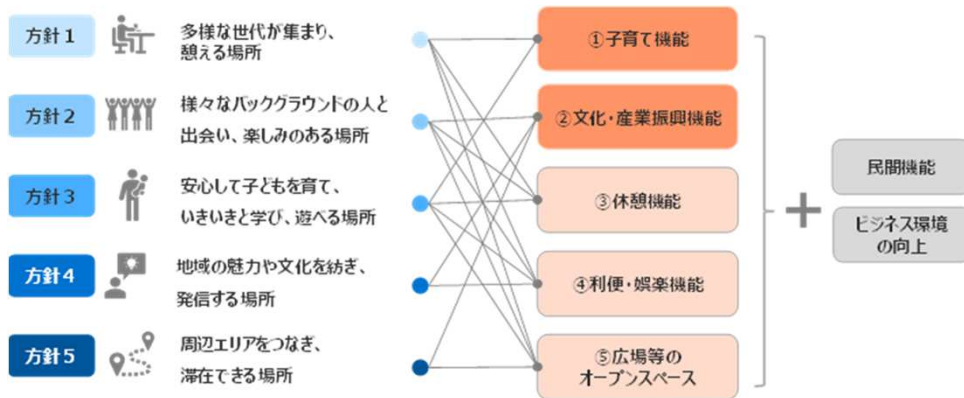 方針1
多様な世代が集まり、
憩える場所
方針2
様々なバックグラウンドの人と
出会い、楽しみのある場所
方針3
安心して子どもを育て、
いきいきと学び、遊べる場所
方針4
地域の魅力や文化を紡ぎ、
発信する場所
方針5
周辺エリアをつなぎ、
滞在できる場所
①子育て機能
②文化・産業振興機能
③休憩機能
④利便・娯楽機能
⑤広場等の
オープンスペース
+
民間機能
ビジネス環境
の向上